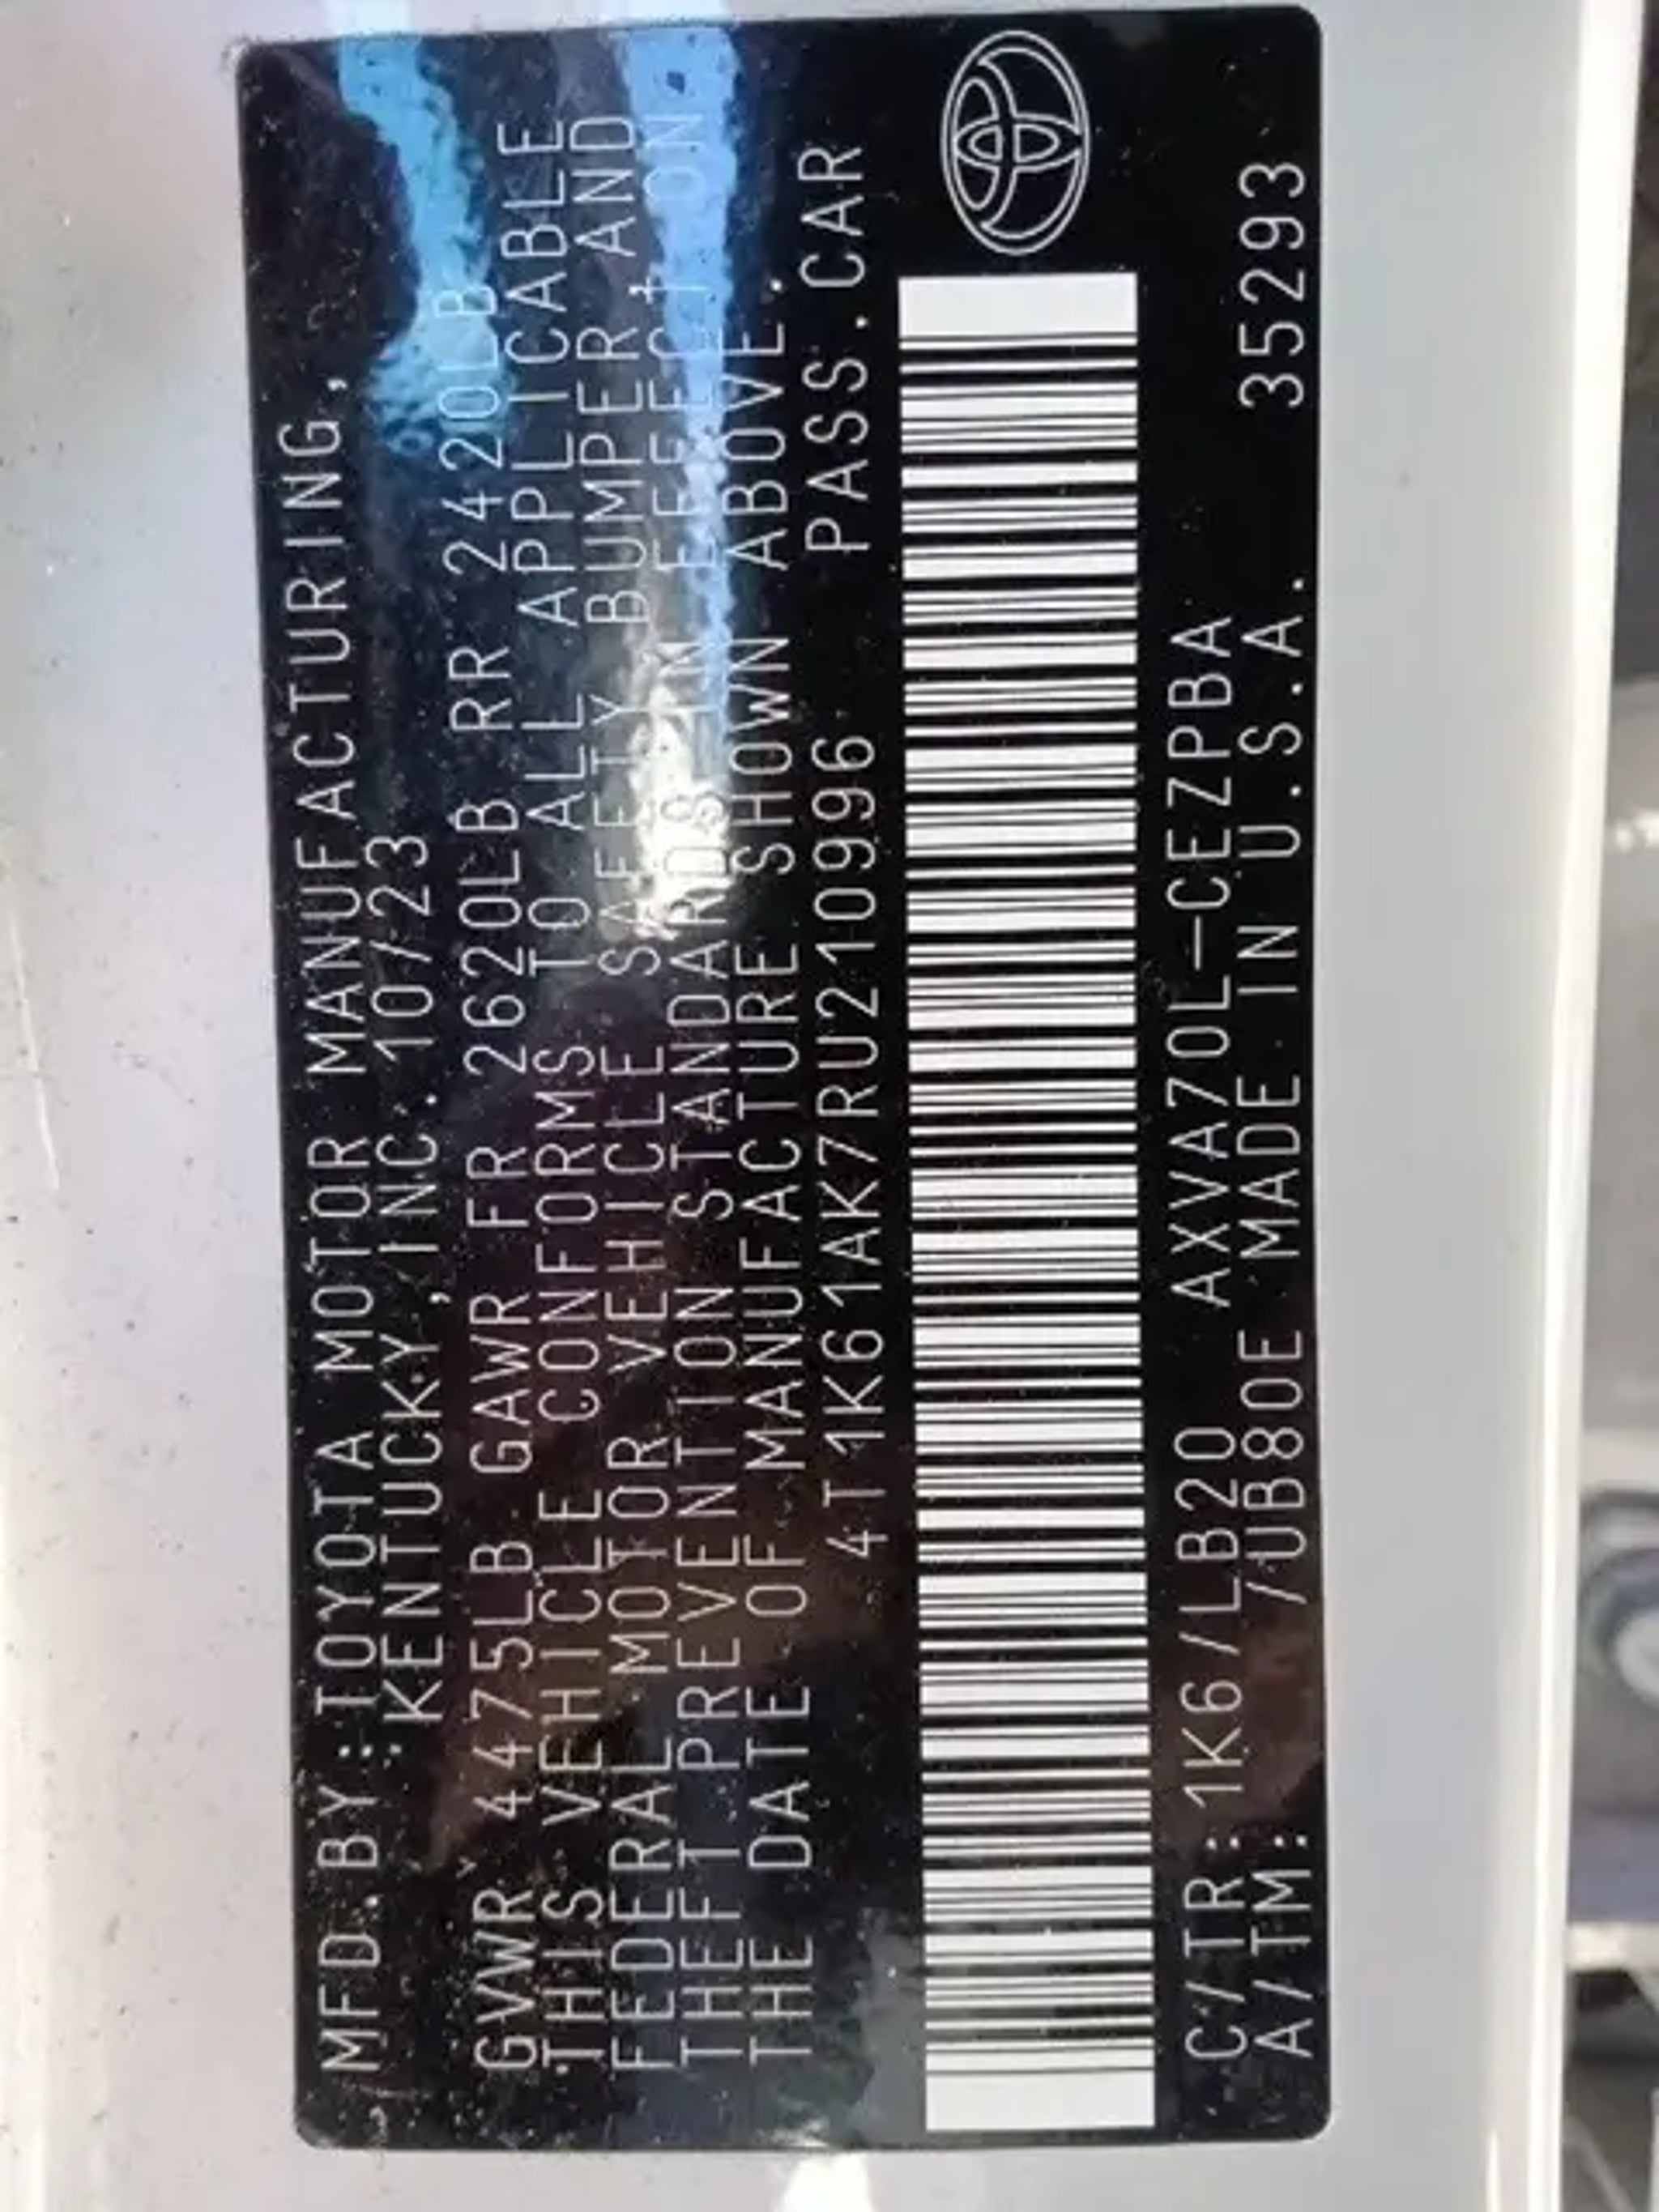 MFD.BY:TOYOTA MOTOR MANUFACTURING,
KENTUCKY,INC. 10/23
GVWR 4475LB GAWR FR 2620LB RR 2420LB
THIS VEHICLE CONFORMS TO ALL APPLICABLE
FEDERAL MOTOR VEHICLE SAFETY BUMPER,AND
THEFT PREVENTION STANDARDS IN EFFECT ON
THE DATE OF MANUFACTURE SHOWN ABOVE.
4T1K61AK7RU210996 PASS.CAR
C/TR:1K6/LB20 AXVA70L-CEZPBA
A/TM: /UB80E MADE IN U.S.A. 35293